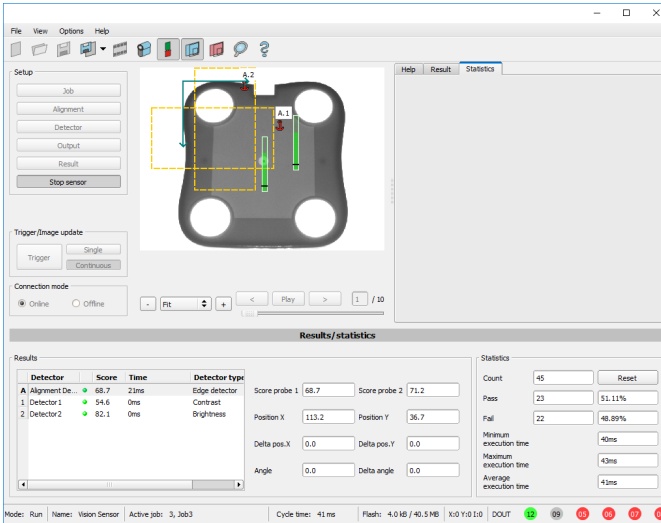 File View Options Help
Setup
Job
Alignment
Detector
Output
Result
Stop sensor
Trigger/Image update
Trigger
Single
Continuous
Connection mode
Online Offline
A.2
A.1
- Fit + < Play > 1 / 10
Help Result Statistics
Results/statistics
Results
Detector Score Time Detector type
A Alignment De... 68.7 21ms Edge detector
1 Detector1 54.6 0ms Contrast
2 Detector2 82.1 0ms Brightness
Score probe 1 68.7 Score probe 2 71.2
Position X 113.2 Position Y 36.7
Delta pos.X 0.0 Delta pos.Y 0.0
Angle 0.0 Delta angle 0.0
Statistics
Count 45 Reset
Pass 23 51.11%
Fail 22 48.89%
Minimum
execution time 40ms
Maximum
execution time 43ms
Average
execution time 41ms
Mode: Run Name: Vision Sensor Active job: 3, Job3 Cycle time: 41 ms Flash: 4.0 kB / 40.5 MB X:0 Y:0 I:0 DOUT 12 09 05 06 07